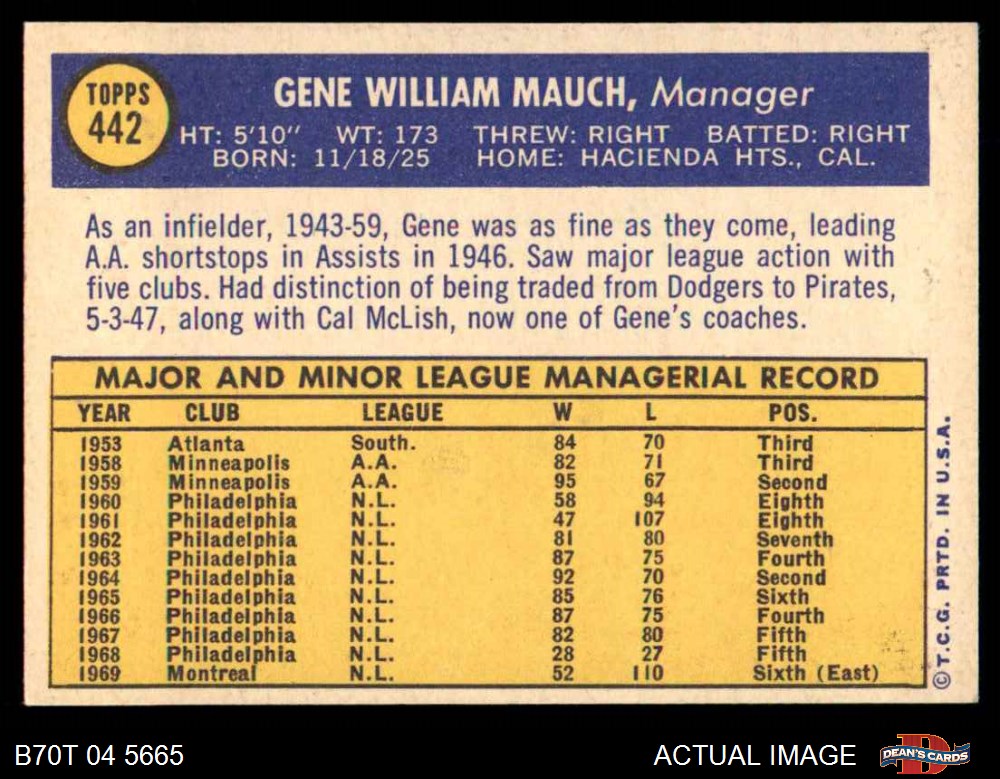 TOPPS
442
GENE WILLIAM MAUCH, Manager
HT: 5'10" WT: 173 THREW: RIGHT BATTED: RIGHT
BORN: 11/18/25 HOME: HACIENDA HTS., CAL.
As an infielder, 1943-59, Gene was as fine as they come, leading
A.A. shortstops in Assists in 1946. Saw major league action with
five clubs. Had distinction of being traded from Dodgers to Pirates,
5-3-47, along with Cal McLish, now one of Gene's coaches.
MAJOR AND MINOR LEAGUE MANAGERIAL RECORD
YEAR CLUB LEAGUE W L POS.
1953 Atlanta South. 84 70 Third
1958 Minneapolis A.A. 82 71 Third
1959 Minneapolis A.A. 95 67 Second
1960 Philadelphia N.L. 58 94 Eighth
1961 Philadelphia N.L. 47 107 Eighth
1962 Philadelphia N.L. 81 80 Seventh
1963 Philadelphia N.L. 87 75 Fourth
1964 Philadelphia N.L. 92 70 Second
1965 Philadelphia N.L. 85 76 Sixth
1966 Philadelphia N.L. 87 75 Fourth
1967 Philadelphia N.L. 82 80 Fifth
1968 Philadelphia N.L. 28 27 Fifth
1969 Montreal N.L. 52 110 Sixth (East)
©T.C.G. PRTD. IN U.S.A.
B70T 04 5665
ACTUAL IMAGE
D
DEAN'S CARDS